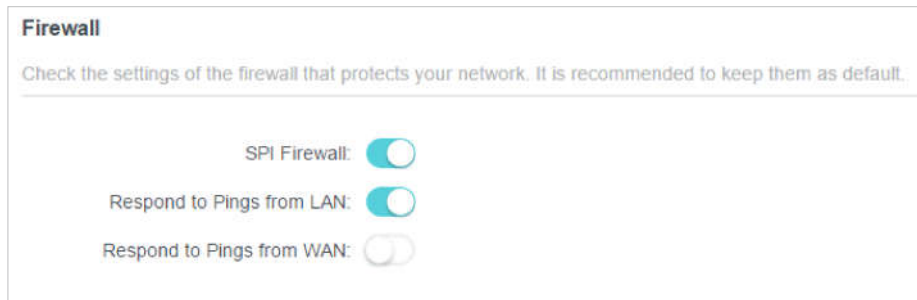 Firewall
Check the settings of the firewall that protects your network. It is recommended to keep them as default.
SPI Firewall:
Respond to Pings from LAN:
Respond to Pings from WAN: